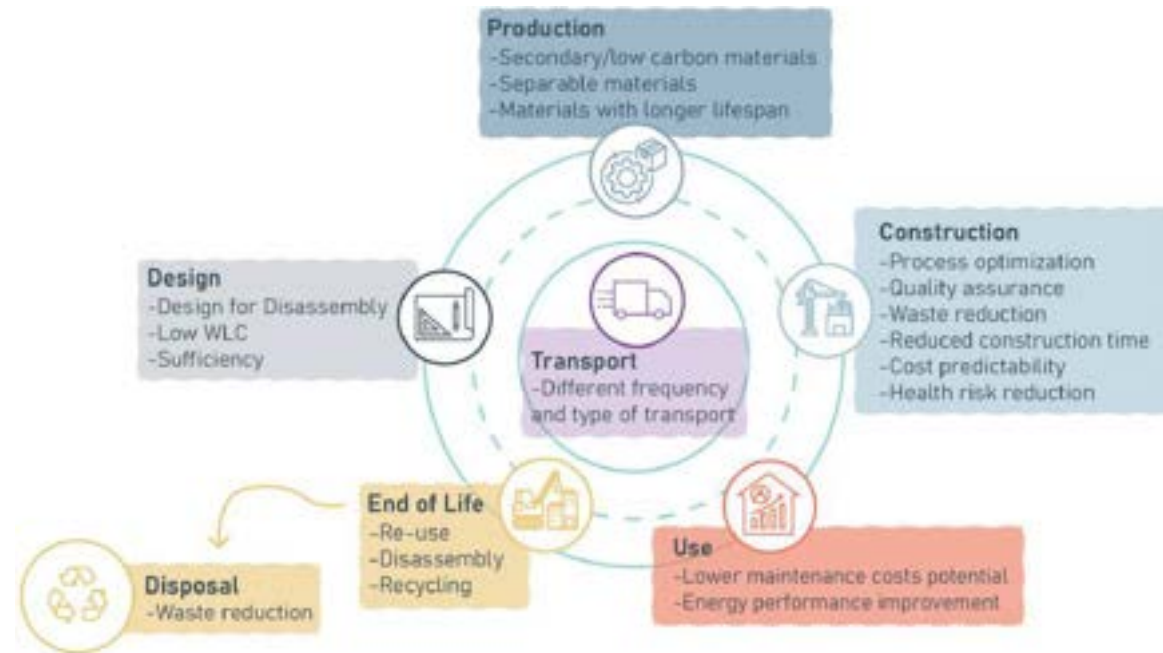 Production
-Secondary/low carbon materials
-Separable materials
-Materials with longer lifespan
Construction
-Process optimization
-Quality assurance
-Waste reduction
-Reduced construction time
-Cost predictability
-Health risk reduction
Design
-Design for Disassembly
-Low WLC
-Sufficiency
Transport
-Different frequency
and type of transport
End of Life
-Re-use
-Disassembly
-Recycling
Use
-Lower maintenance costs potential
-Energy performance improvement
Disposal
-Waste reduction